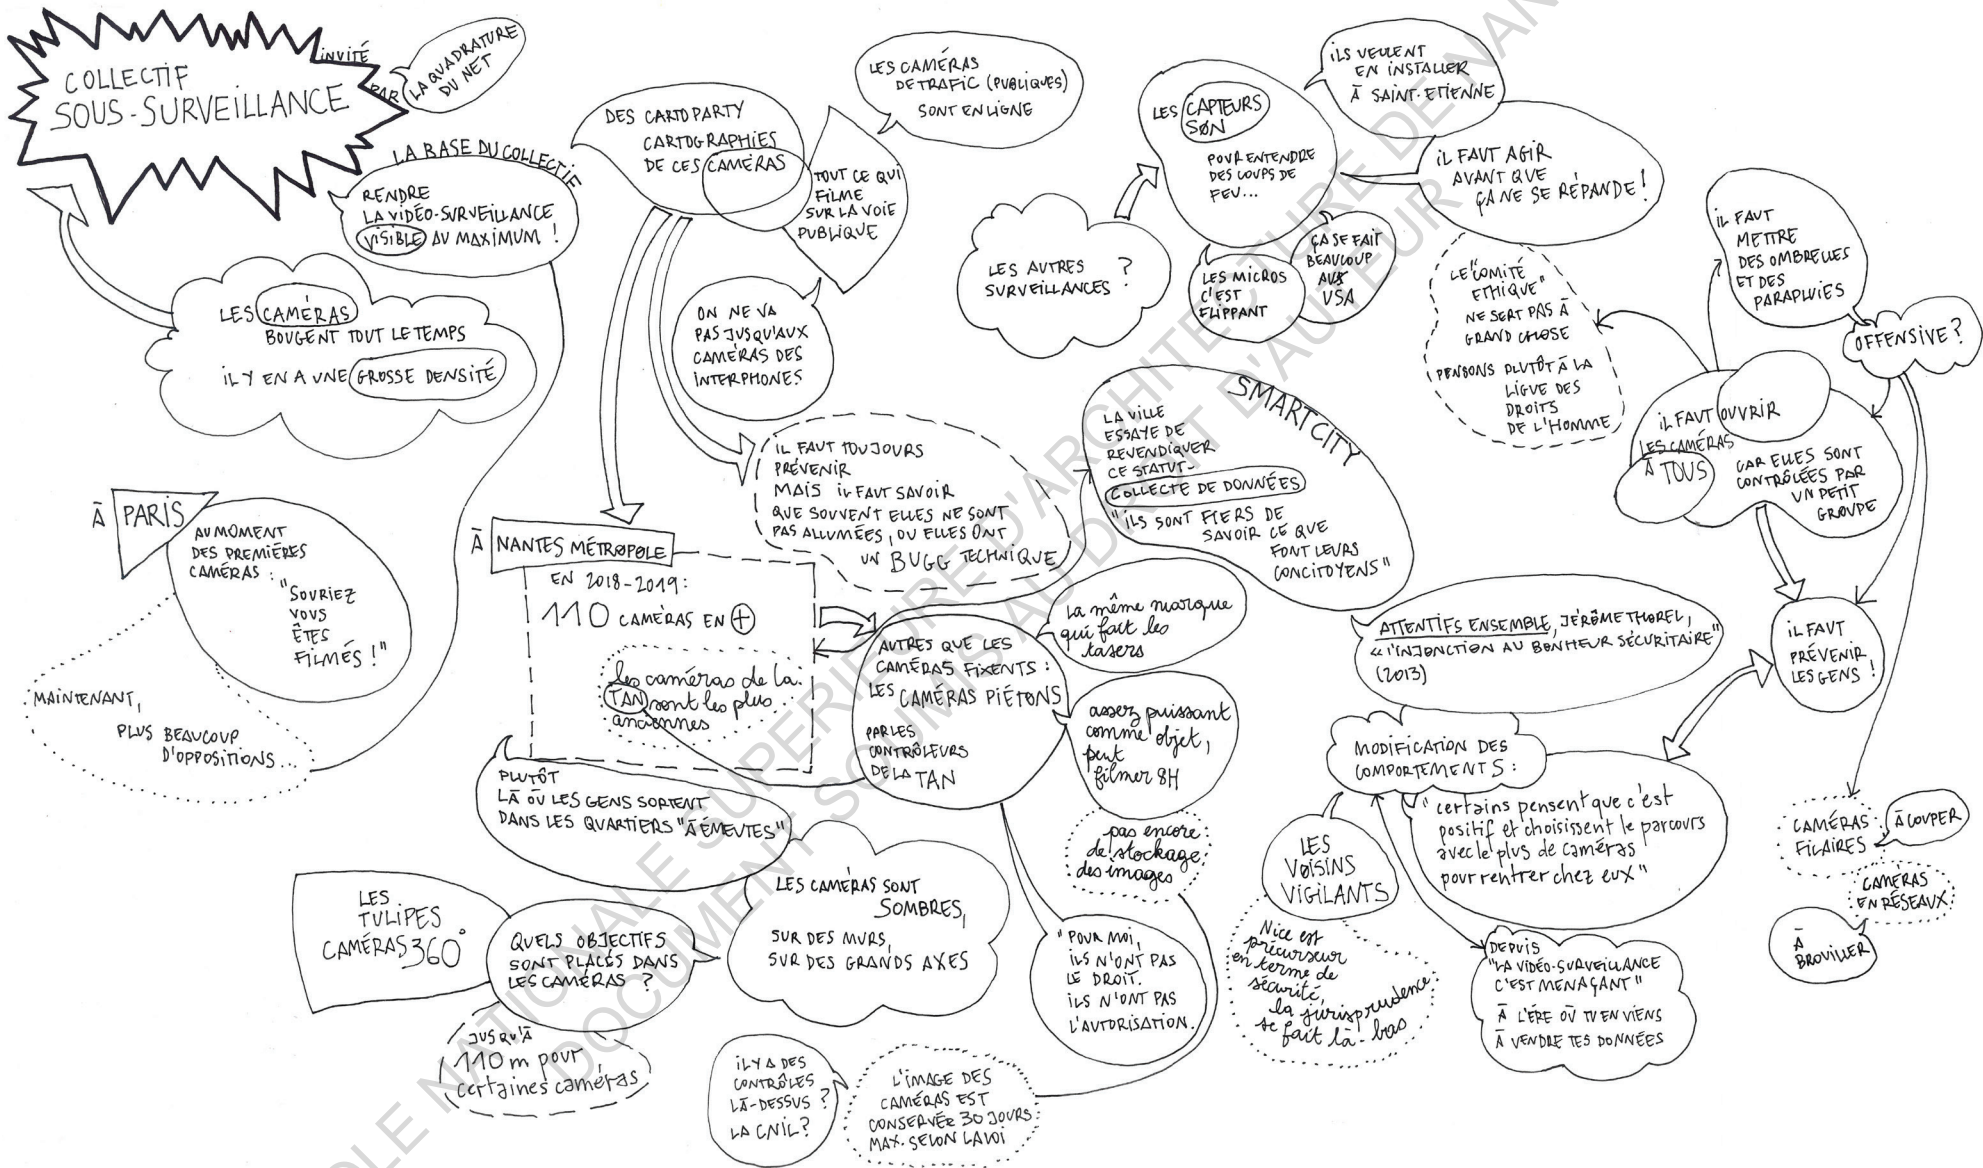 COLLECTIF
SOUS-SURVEILLANCE
INVITÉ
PAR
LA QUADRATURE
DU NET
LA BASE DU COLLECTIF
RENDRE
LA VIDÉO-SURVEILLANCE
VISIBLE AU MAXIMUM !
LES CAMÉRAS
BOUGENT TOUT LE TEMPS
IL Y EN A UNE GROSSE DENSITÉ
DES CARTO PARTY
CARTOGRAPHIES
DE CES CAMÉRAS
TOUT CE QUI
FILME
SUR LA VOIE
PUBLIQUE
LES CAMÉRAS
DE TRAFIC (PUBLIQUES)
SONT EN LIGNE
ON NE VA
PAS JUSQU'AUX
CAMÉRAS DES
INTERPHONES
LES AUTRES
SURVEILLANCES ?
LES CAPTEURS
SON
POUR ENTENDRE
DES COUPS DE
FEU...
ILS VEULENT
EN INSTALLER
À SAINT-ETIENNE
IL FAUT AGIR
AVANT QUE
ÇA NE SE RÉPANDE !
LES MICROS
C'EST
FLIPPANT
ÇA SE FAIT
BEAUCOUP
AUX
USA
LE "COMITÉ
ETHIQUE"
NE SERT PAS À
GRAND CHOSE
PENSONS PLUTÔT À LA
LIGUE DES
DROITS
DE L'HOMME
IL FAUT
METTRE
DES OMBRELLES
ET DES
PARAPLUIES
OFFENSIVE ?
IL FAUT OUVRIR
LES CAMÉRAS
À TOUS
CAR ELLES SONT
CONTRÔLÉES PAR
UN PETIT
GROUPE
IL FAUT
PRÉVENIR
LES GENS !
À PARIS
AU MOMENT
DES PREMIÈRES
CAMÉRAS :
"SOURIEZ
VOUS
ÊTES
FILMÉS !"
MAINTENANT,
PLUS BEAUCOUP
D'OPPOSITIONS...
À NANTES MÉTROPOLE
EN 2018-2019:
110 CAMÉRAS EN +
les caméras de la
TAN sont les plus
anciennes
IL FAUT TOUJOURS
PRÉVENIR
MAIS IL FAUT SAVOIR
QUE SOUVENT ELLES NE SONT
PAS ALLUMÉES, OU ELLES ONT
UN BUGG TECHNIQUE
SMART CITY
LA VILLE
ESSAYE DE
REVENDIQUER
CE STATUT-
COLLECTE DE DONNÉES
"ILS SONT FIERS DE
SAVOIR CE QUE
FONT LEURS
CONCITOYENS"
AUTRES QUE LES
CAMÉRAS FIXENTS :
LES CAMÉRAS PIÉTONS
PAR LES
CONTRÔLEURS
DE LA TAN
la même marque
qui fait les
tasers
assez puissant
comme objet,
peut
filmer 8H
pas encore
de stockage
des images
"POUR MOI,
ILS N'ONT PAS
LE DROIT.
ILS N'ONT PAS
L'AUTORISATION.
PLUTÔT
LÀ OÙ LES GENS SORTENT
DANS LES QUARTIERS "À ÉMEUTES"
LES CAMÉRAS SONT
SOMBRES,
SUR DES MURS,
SUR DES GRANDS AXES
QUELS OBJECTIFS
SONT PLACÉS DANS
LES CAMÉRAS ?
LES
TULIPES
CAMÉRAS 360°
JUSQU'À
110 m pour
certaines caméras
IL Y A DES
CONTRÔLES
LÀ-DESSUS ?
LA CNIL ?
L'IMAGE DES
CAMÉRAS EST
CONSERVÉE 30 JOURS
MAX. SELON LA LOI
ATTENTIFS ENSEMBLE, JÉRÔME THOREL,
« L'INJONCTION AU BONHEUR SÉCURITAIRE"
(2013)
MODIFICATION DES
COMPORTEMENTS :
"certains pensent que c'est
positif et choisissent le parcours
avec le plus de caméras
pour rentrer chez eux"
LES
VOISINS
VIGILANTS
Nice est
précurseur
en terme de
sécurité,
la jurisprudence
se fait là-bas
DEPUIS
"LA VIDÉO-SURVEILLANCE
C'EST MENAÇANT"
À L'ÈRE OÙ TU EN VIENS
À VENDRE TES DONNÉES
CAMÉRAS
FILAIRES
À COUPER
CAMÉRAS
EN RÉSEAUX
À
BROUILLER
ECOLE NATIONALE SUPERIEURE D'ARCHITECTURE DE NAN
DOCUMENT SOUMIS AU DROIT D'AUTEUR